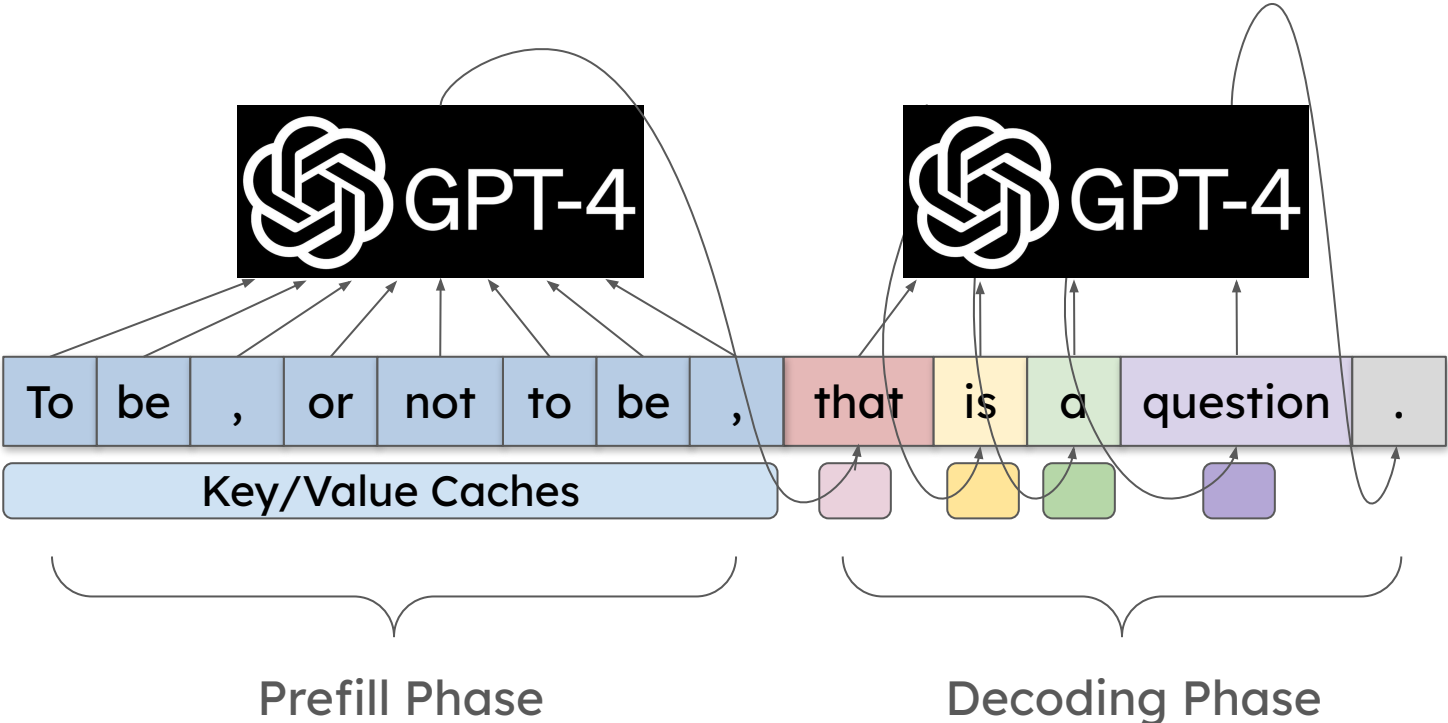 GPT-4 GPT-4
To be , or not to be , that is a question .
Key/Value Caches
Prefill Phase Decoding Phase